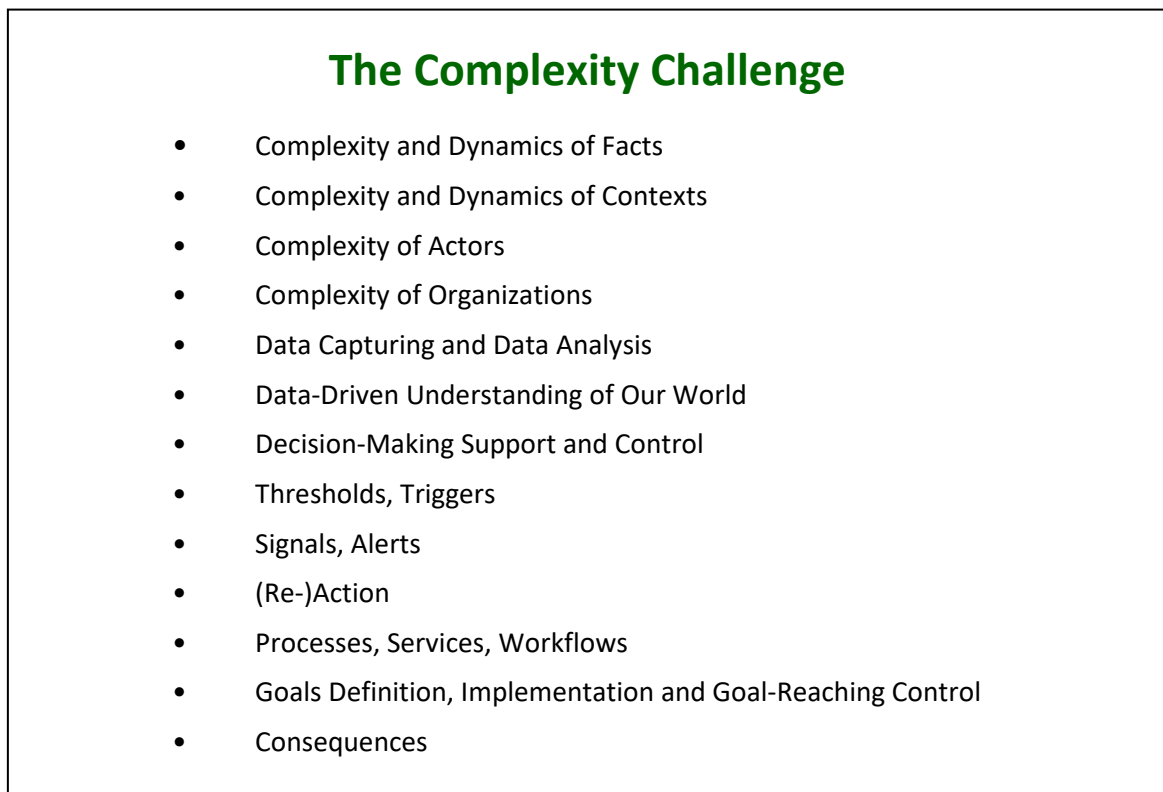 The Complexity Challenge
• Complexity and Dynamics of Facts
• Complexity and Dynamics of Contexts
• Complexity of Actors
• Complexity of Organizations
• Data Capturing and Data Analysis
• Data-Driven Understanding of Our World
• Decision-Making Support and Control
• Thresholds, Triggers
• Signals, Alerts
• (Re-)Action
• Processes, Services, Workflows
• Goals Definition, Implementation and Goal-Reaching Control
• Consequences